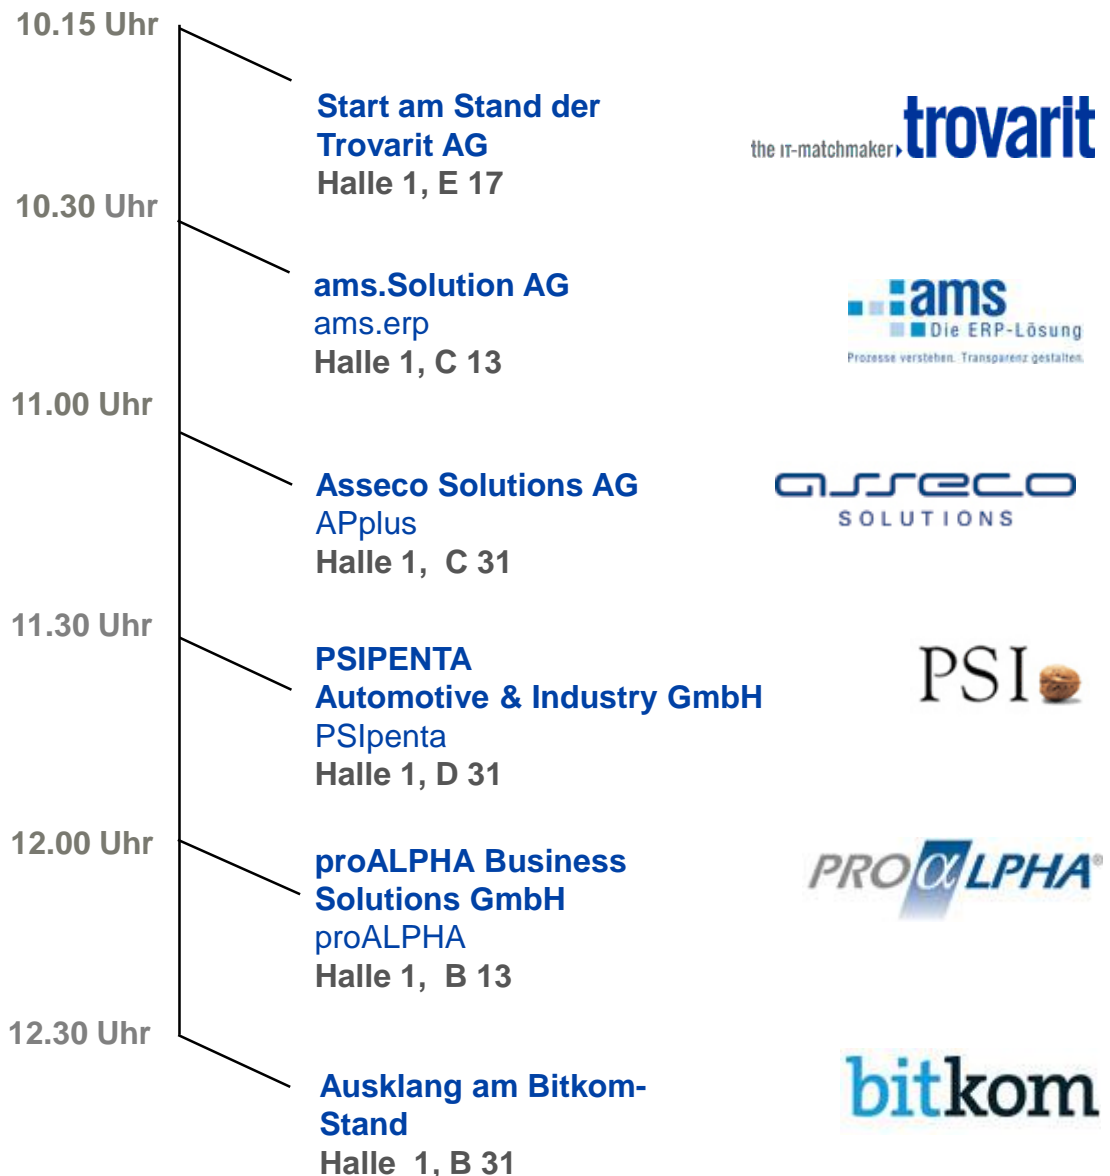 10.15 Uhr
Start am Stand der
Trovarit AG
Halle 1, E 17
the IT-matchmaker trovarit
10.30 Uhr
ams.Solution AG
ams.erp
Halle 1, C 13
ams
Die ERP-Lösung
Prozesse verstehen. Transparenz gestalten.
11.00 Uhr
Asseco Solutions AG
APplus
Halle 1, C 31
asseco
SOLUTIONS
11.30 Uhr
PSIPENTA
Automotive & Industry GmbH
PSIpenta
Halle 1, D 31
PSI
12.00 Uhr
proALPHA Business
Solutions GmbH
proALPHA
Halle 1, B 13
PROαLPHA®
12.30 Uhr
Ausklang am Bitkom-
Stand
Halle 1, B 31
bitkom